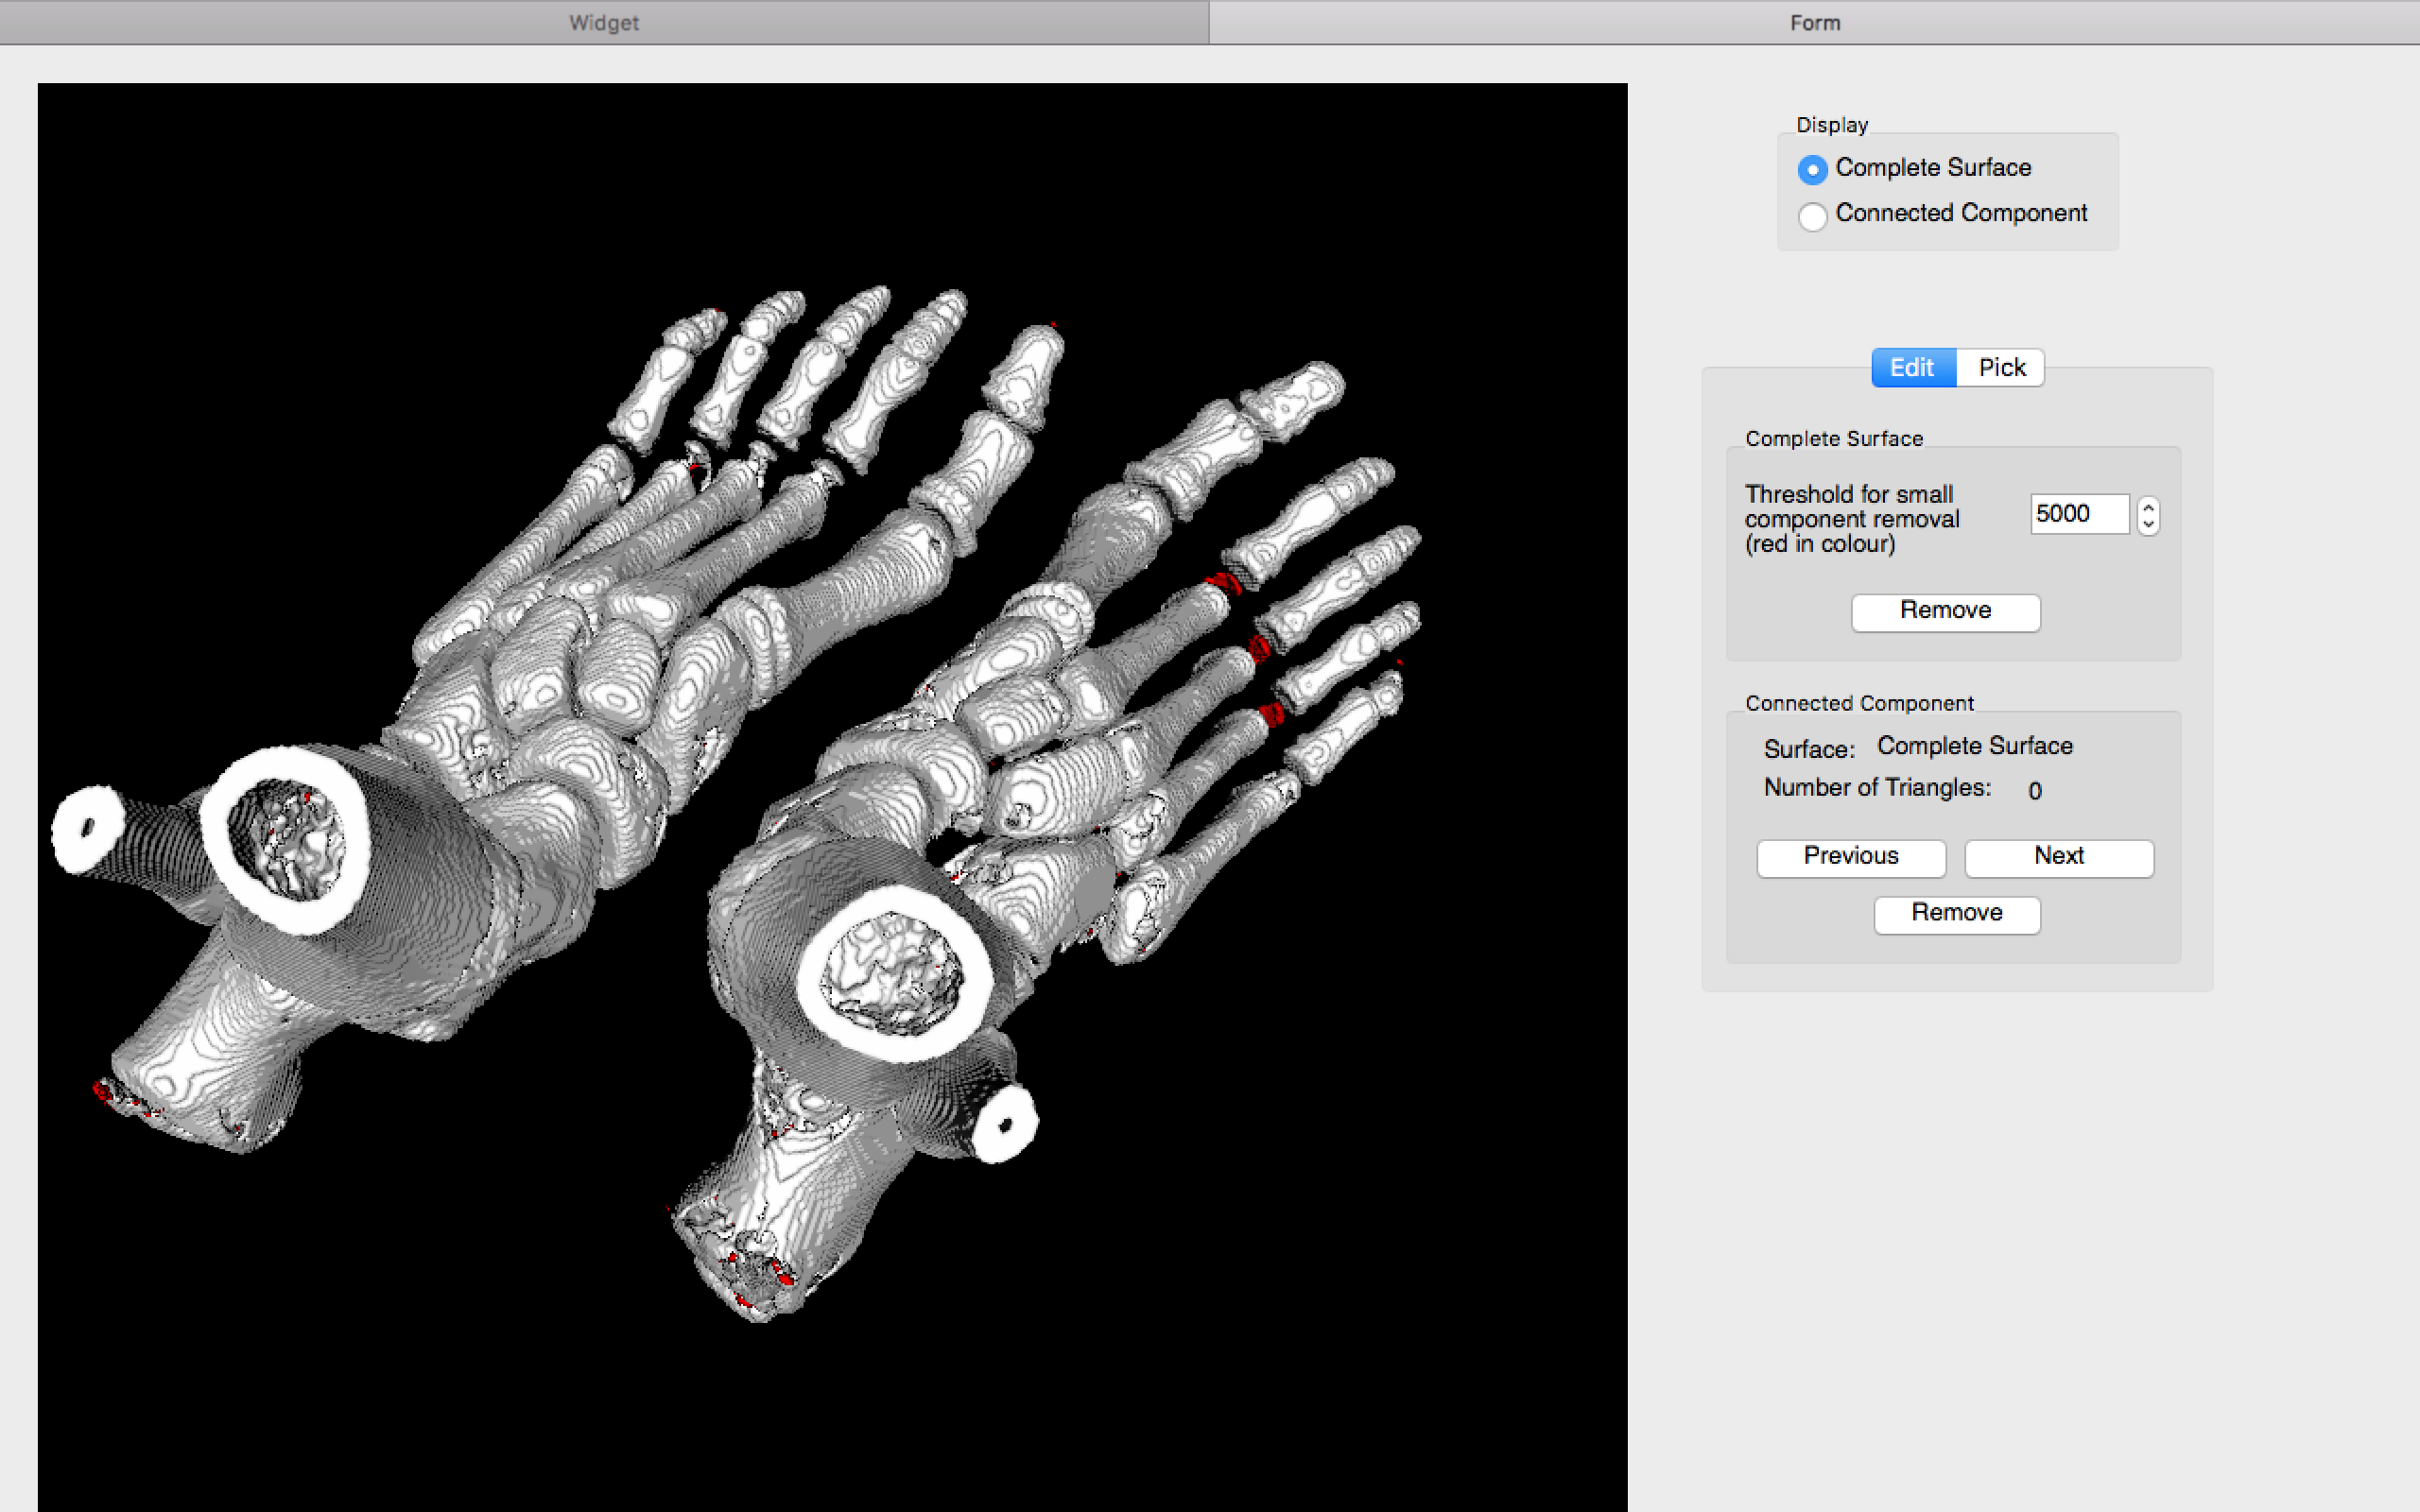 Widget
Form
Display
Complete Surface
Connected Component
Edit
Pick
Complete Surface
Threshold for small
component removal
(red in colour)
5000
Remove
Connected Component
Surface: Complete Surface
Number of Triangles: 0
Previous
Next
Remove